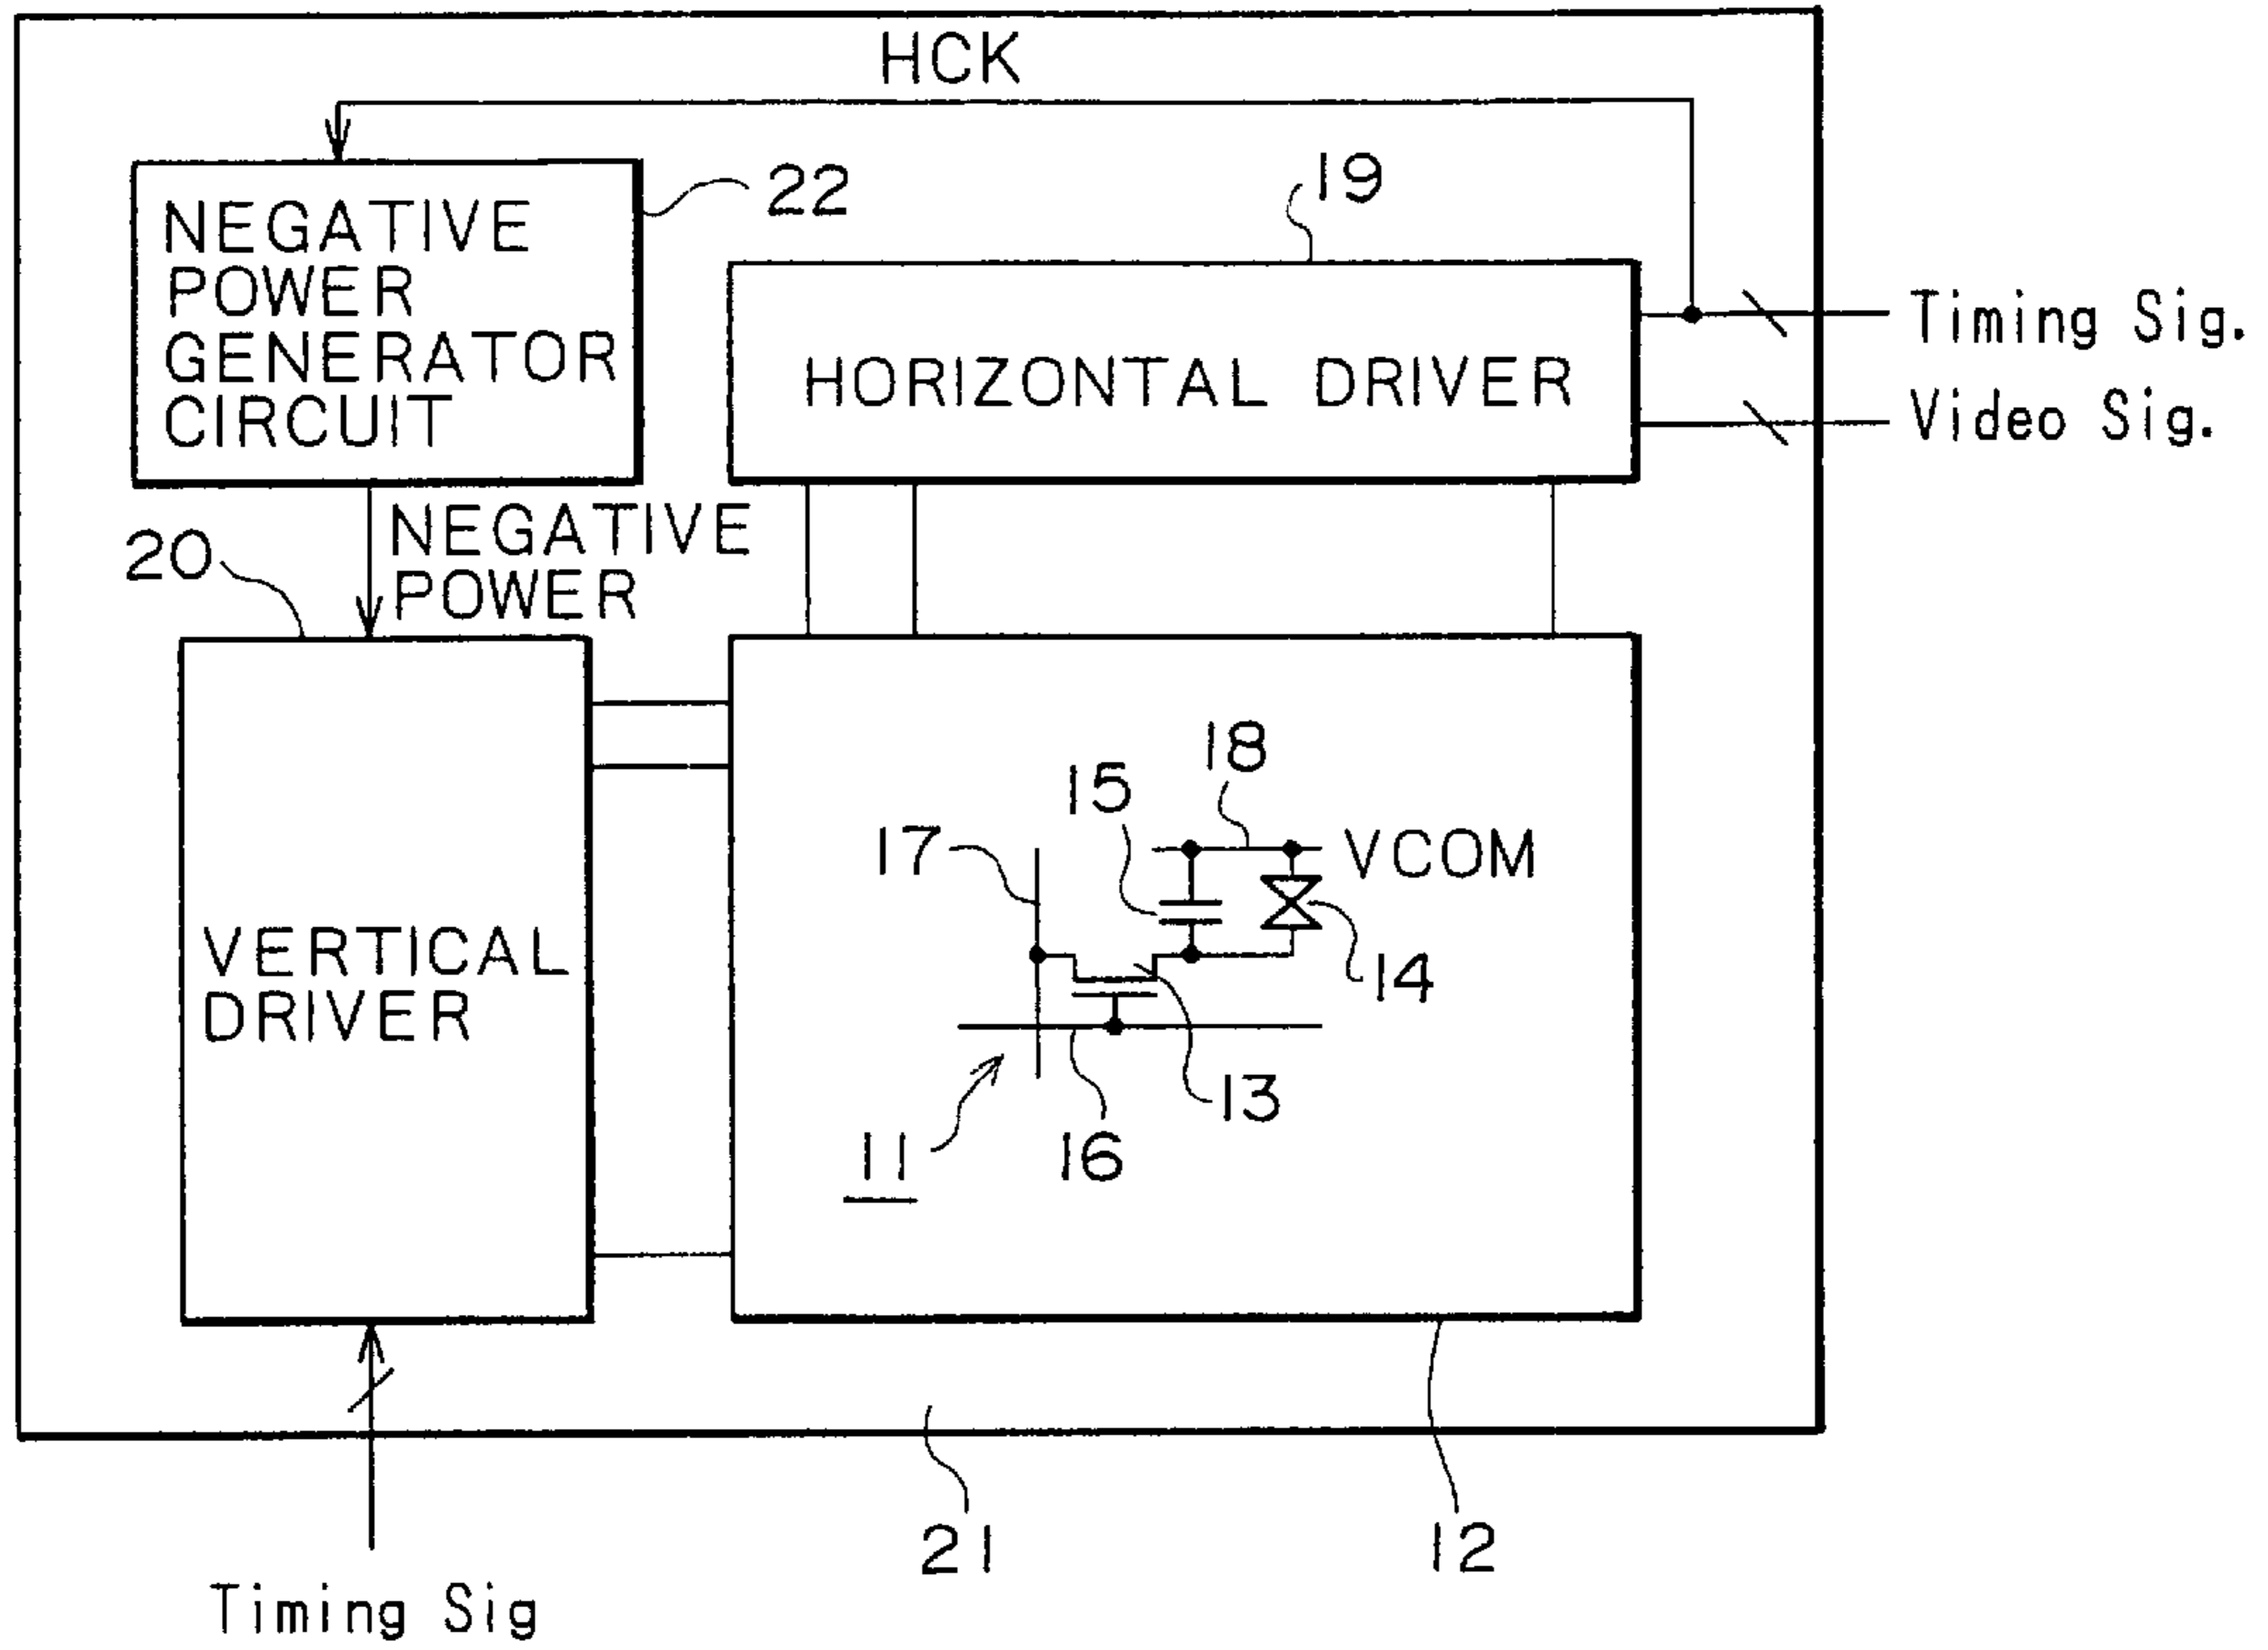 HCK
22
19
NEGATIVE
POWER
GENERATOR
CIRCUIT
HORIZONTAL DRIVER
Timing Sig.
Video Sig.
20
NEGATIVE
POWER
18
15
17
VCOM
VERTICAL
DRIVER
14
13
11
16
21
12
Timing Sig